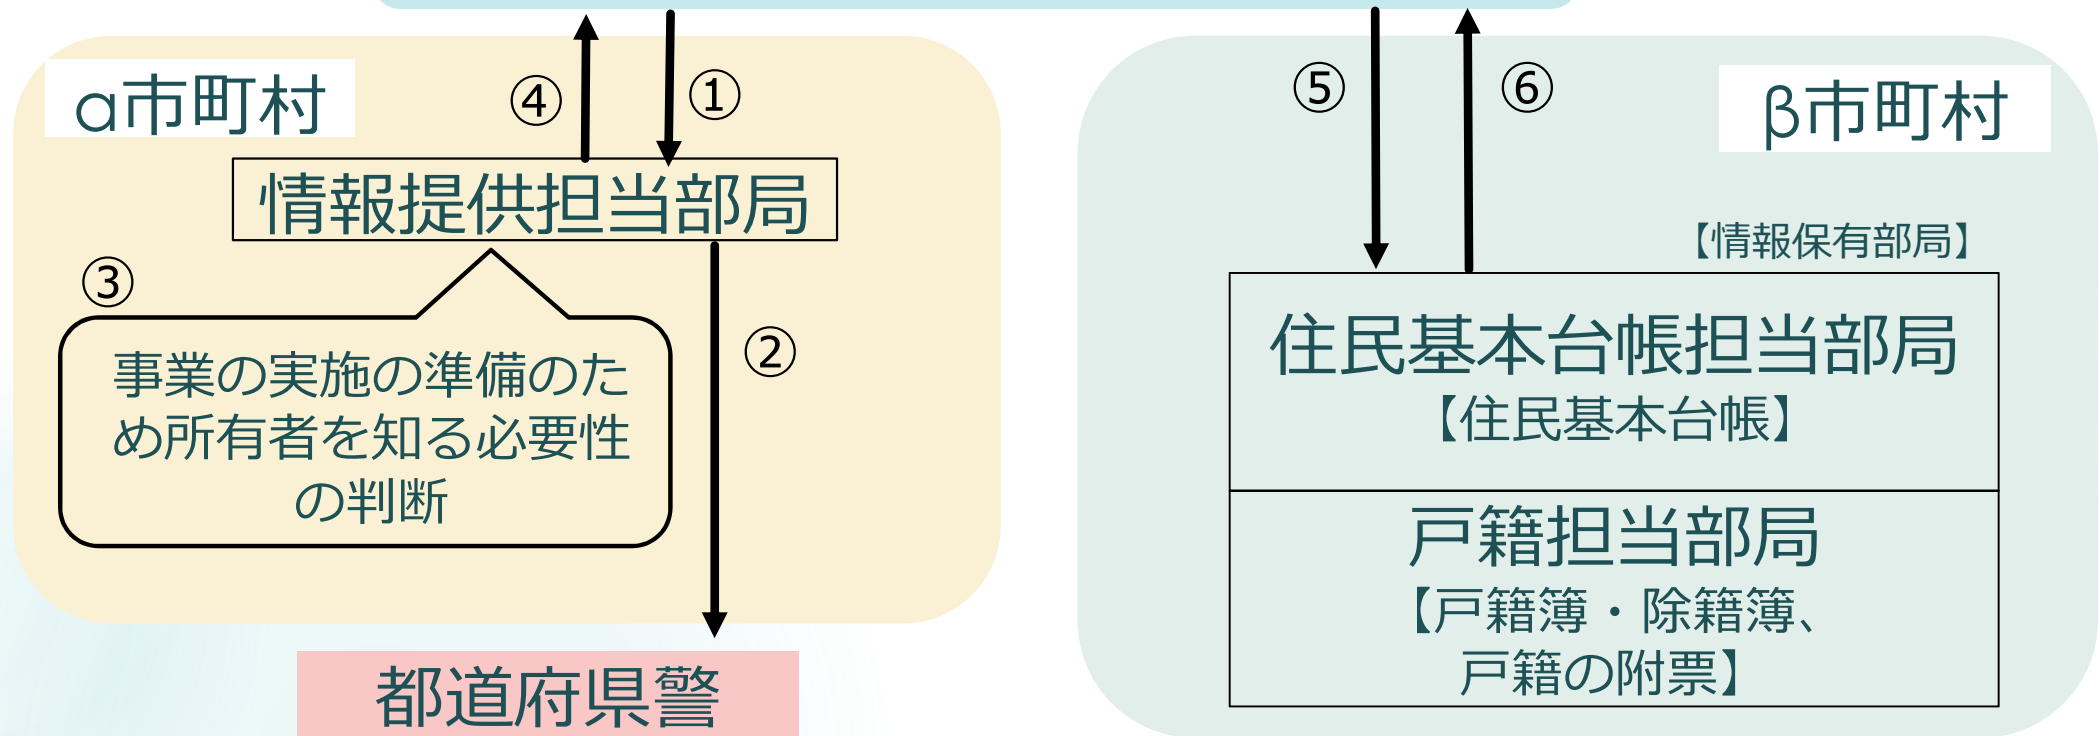 α市町村
④
①
情報提供担当部局
③
事業の実施の準備のた
め所有者を知る必要性
の判断
②
都道府県警
⑤
⑥
β市町村
【情報保有部局】
住民基本台帳担当部局
【住民基本台帳】
戸籍担当部局
【戸籍簿・除籍簿、
戸籍の附票】